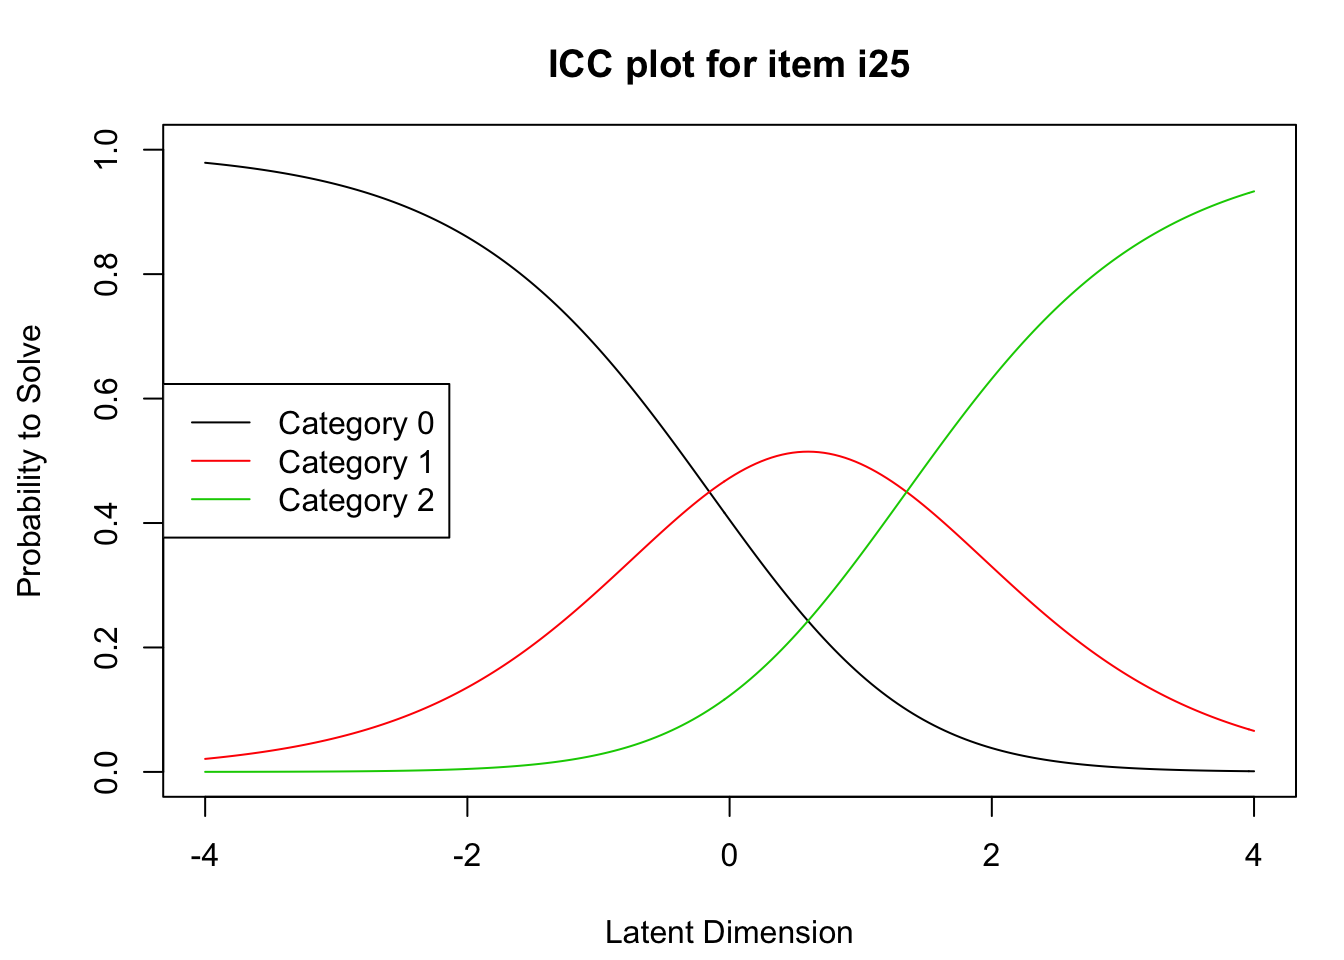 ICC plot for item i25
Probability to Solve
1.0
0.8
0.6
0.4
0.2
0.0
Category 0
Category 1
Category 2
-4 -2 0 2 4
Latent Dimension